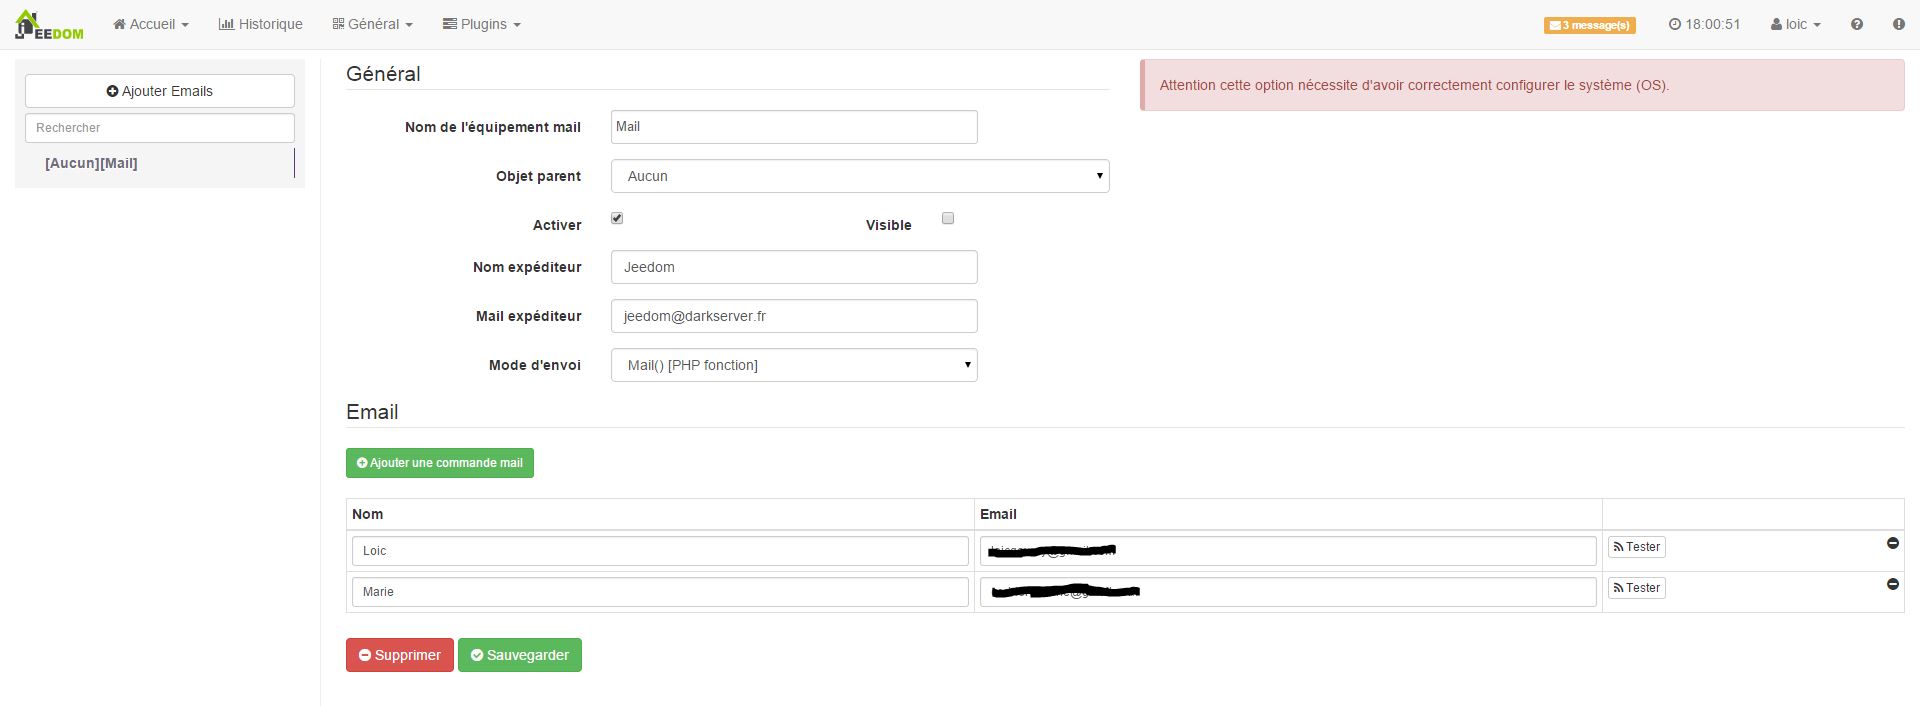 JEEDOM Accueil Historique Général Plugins 3 message(s) 18:00:51 loic
Ajouter Emails
Rechercher
[Aucun][Mail]
Général
Attention cette option nécessite d'avoir correctement configurer le système (OS).
Nom de l'équipement mail Mail
Objet parent Aucun
Activer Visible
Nom expéditeur Jeedom
Mail expéditeur jeedom@darkserver.fr
Mode d'envoi Mail() [PHP fonction]
Email
Ajouter une commande mail
Nom Email
Loic Tester
Marie Tester
Supprimer Sauvegarder